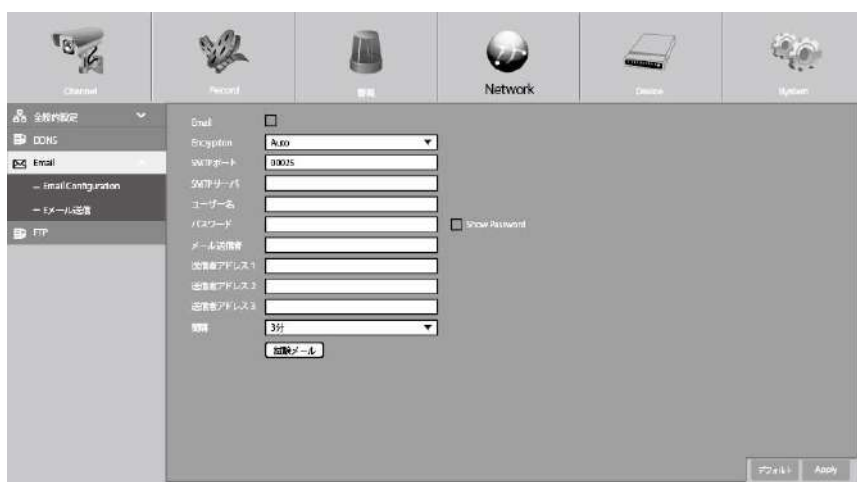 Channel
Record
警報
Network
Device
System
全般的設定
DDNS
Email
Email Configuration
Eメール送信
FTP
Email
Encryption Auto
SMTPポート 00025
SMTPサーバ
ユーザー名
パスワード Show Password
メール送信者
送信者アドレス 1
送信者アドレス 2
送信者アドレス 3
間隔 3分
試験メール
デフォルト Apply